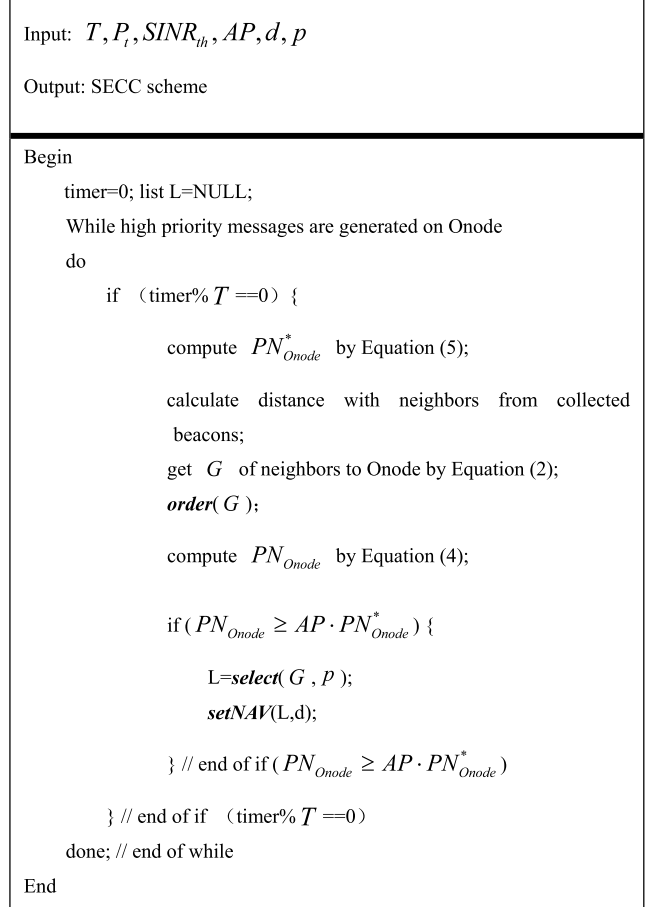 Input: T, P_t, SINR_th, AP, d, p
Output: SECC scheme
Begin
timer=0; list L=NULL;
While high priority messages are generated on Onode
do
if （timer% T ==0）{
compute PN*_Onode by Equation (5);
calculate distance with neighbors from collected
beacons;
get G of neighbors to Onode by Equation (2);
order( G )；
compute PN_Onode by Equation (4);
if ( PN_Onode ≥ AP · PN*_Onode ) {
L=select( G , p );
setNAV(L,d);
} // end of if ( PN_Onode ≥ AP · PN*_Onode )
} // end of if （timer% T ==0）
done; // end of while
End